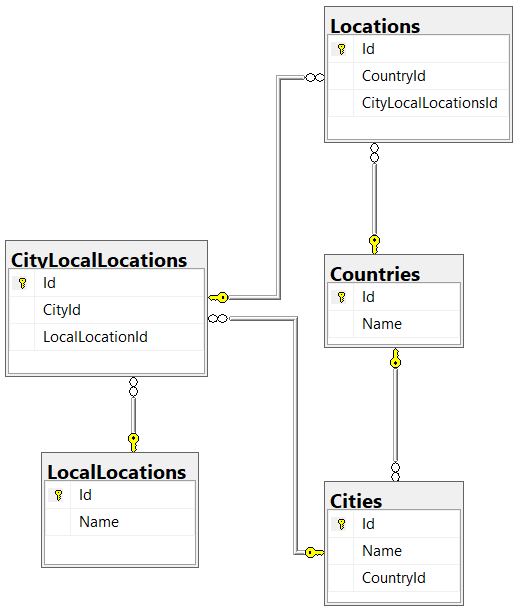 Locations
Id
CountryId
CityLocalLocationsId
CityLocalLocations
Id
CityId
LocalLocationId
Countries
Id
Name
LocalLocations
Id
Name
Cities
Id
Name
CountryId